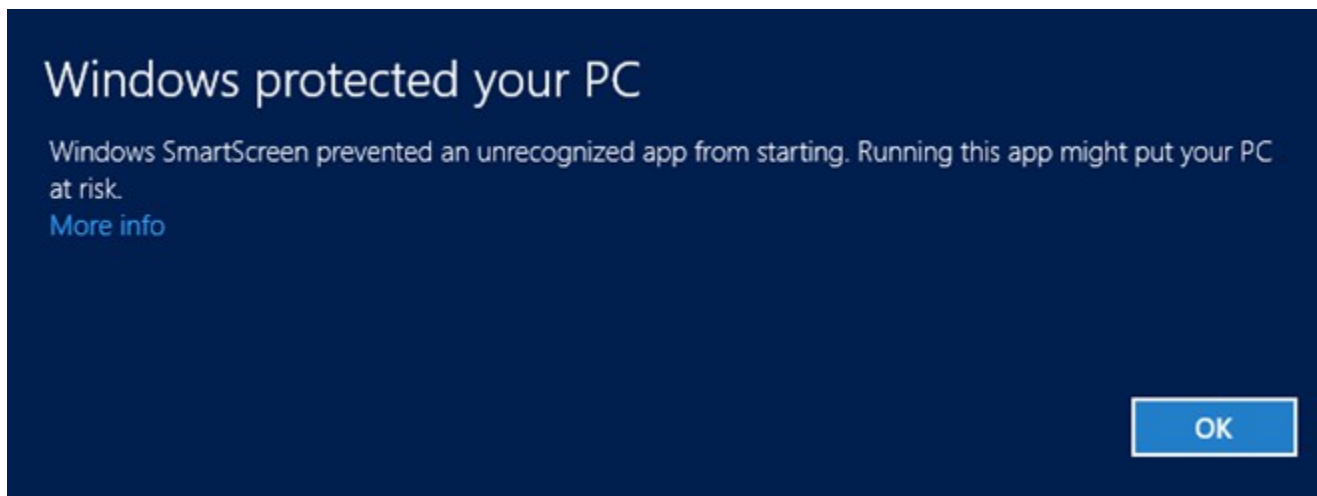 Windows protected your PC
Windows SmartScreen prevented an unrecognized app from starting. Running this app might put your PC
at risk.
More info
OK